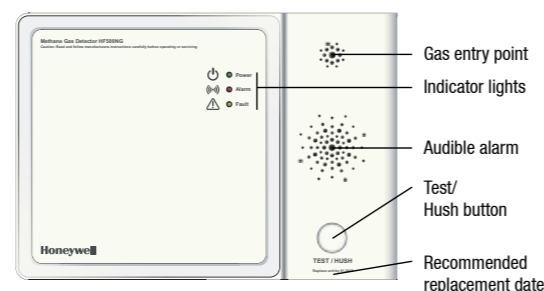 Methane Gas Detector HF500NG
Caution: Read and follow manufacturers instructions carefully before operating or servicing
Power
Alarm
Fault
Honeywell
TEST / HUSH
Gas entry point
Indicator lights
Audible alarm
Test/
Hush button
Recommended
replacement date